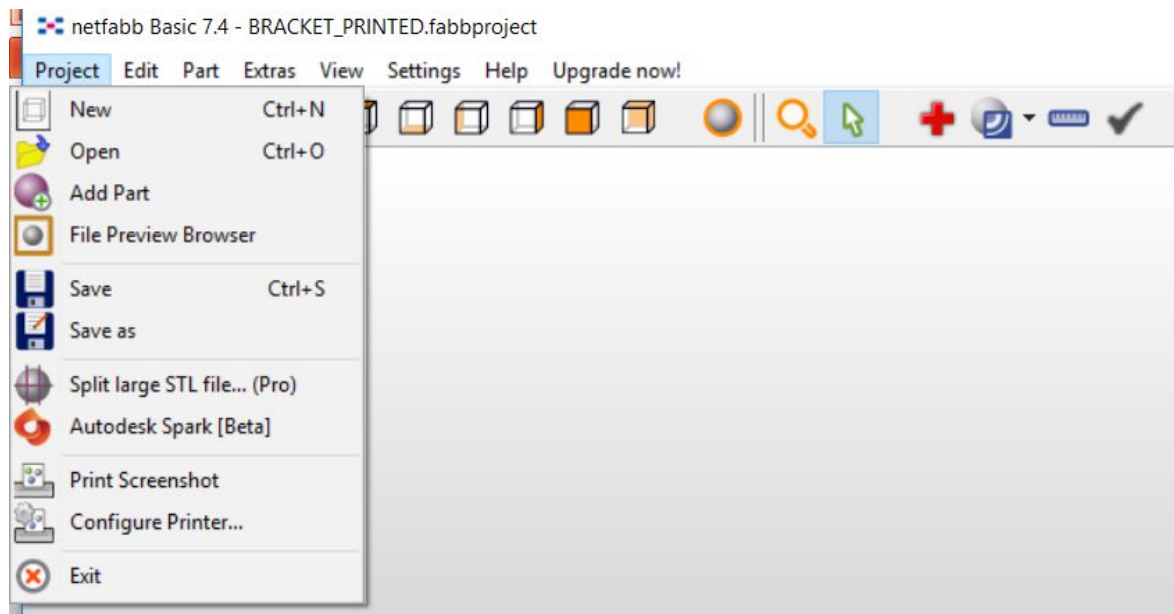 netfabb Basic 7.4 - BRACKET_PRINTED.fabbproject
Project Edit Part Extras View Settings Help Upgrade now!
New Ctrl+N
Open Ctrl+O
Add Part
File Preview Browser
Save Ctrl+S
Save as
Split large STL file... (Pro)
Autodesk Spark [Beta]
Print Screenshot
Configure Printer...
Exit